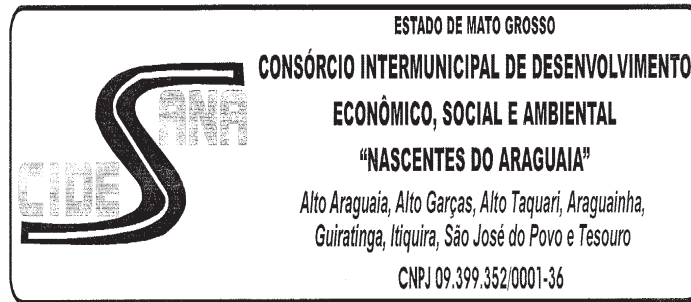 ESTADO DE MATO GROSSO
CONSÓRCIO INTERMUNICIPAL DE DESENVOLVIMENTO
ECONÔMICO, SOCIAL E AMBIENTAL
“NASCENTES DO ARAGUAIA”
Alto Araguaia, Alto Garças, Alto Taquari, Araguainha,
Guiratinga, Itiquira, São José do Povo e Tesouro
CNPJ 09.399.352/0001-36
CIDE
S
ANA